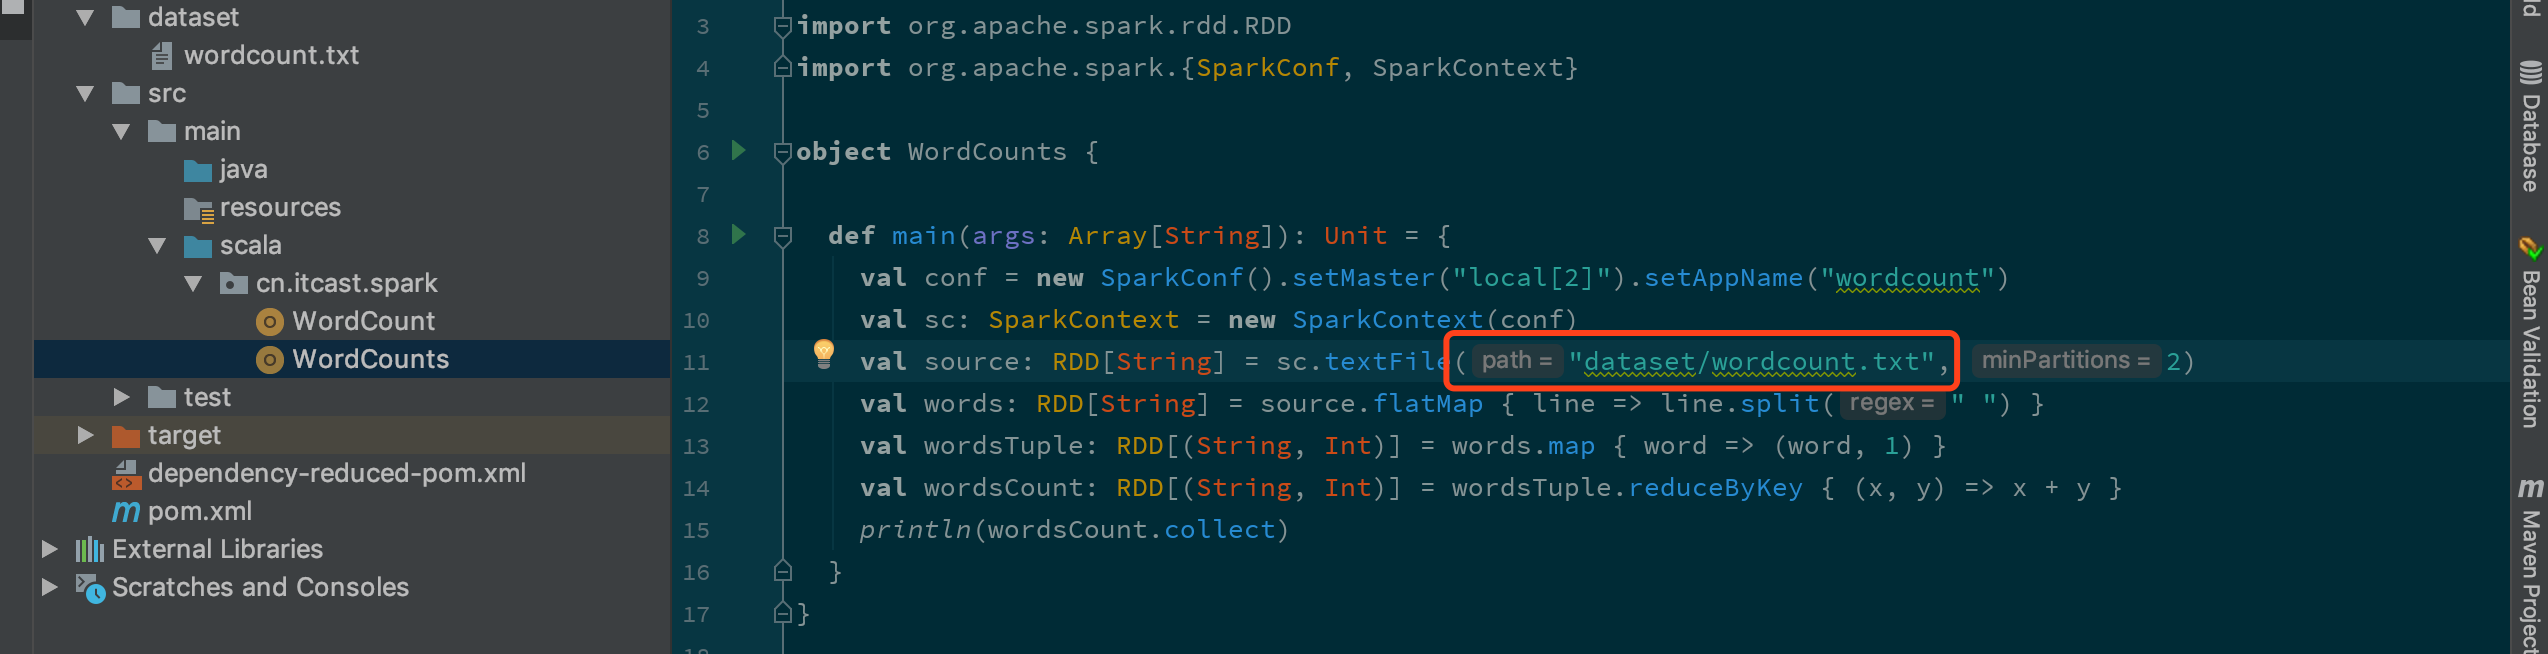 dataset
wordcount.txt
src
main
java
resources
scala
cn.itcast.spark
WordCount
WordCounts
test
target
dependency-reduced-pom.xml
pom.xml
External Libraries
Scratches and Consoles
3 import org.apache.spark.rdd.RDD
4 import org.apache.spark.{SparkConf, SparkContext}
5
6 object WordCounts {
7
8 def main(args: Array[String]): Unit = {
9 val conf = new SparkConf().setMaster("local[2]").setAppName("wordcount")
10 val sc: SparkContext = new SparkContext(conf)
11 val source: RDD[String] = sc.textFile( path = "dataset/wordcount.txt", minPartitions = 2)
12 val words: RDD[String] = source.flatMap { line => line.split( regex = " ") }
13 val wordsTuple: RDD[(String, Int)] = words.map { word => (word, 1) }
14 val wordsCount: RDD[(String, Int)] = wordsTuple.reduceByKey { (x, y) => x + y }
15 println(wordsCount.collect)
16 }
17 }
Database
Bean Validation
Maven Project